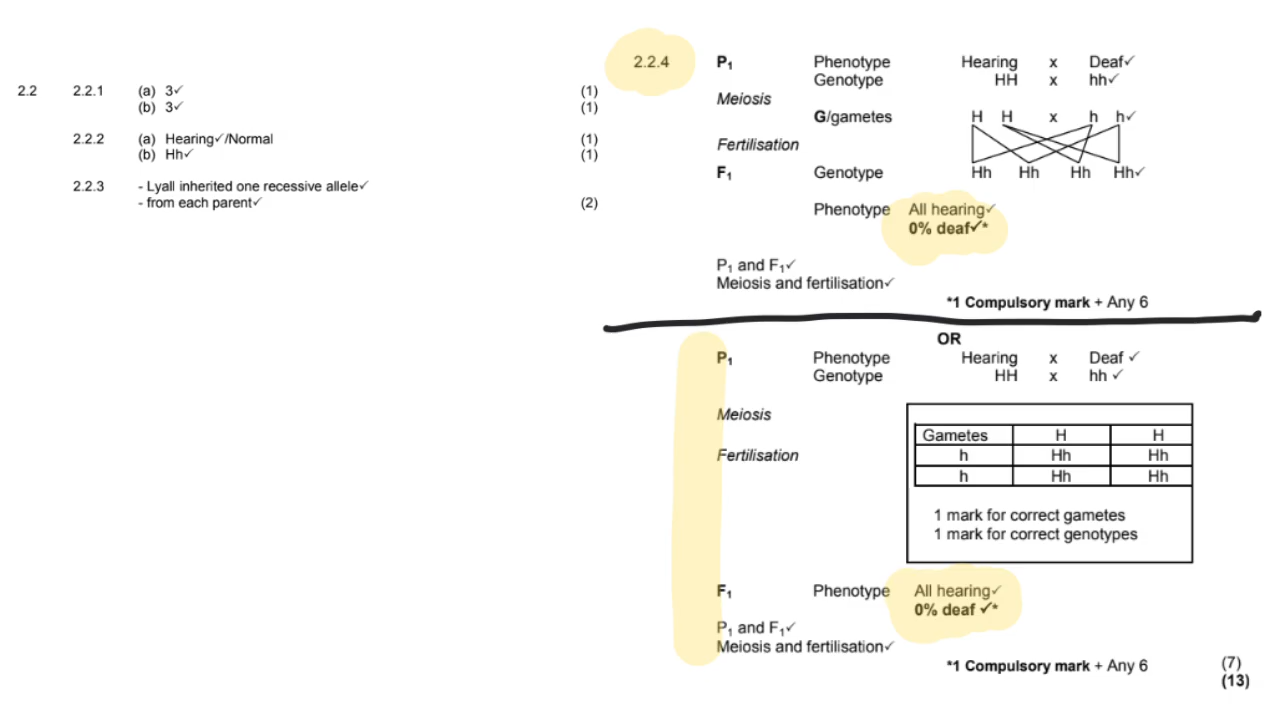 2.2 2.2.1 (a) 3✓ (1)
(b) 3✓ (1)
2.2.2 (a) Hearing✓/Normal (1)
(b) Hh✓ (1)
2.2.3 - Lyall inherited one recessive allele✓
- from each parent✓ (2)
2.2.4 P₁ Phenotype Hearing x Deaf✓
Genotype HH x hh✓
Meiosis
G/gametes H H x h h✓
Fertilisation
F₁ Genotype Hh Hh Hh Hh✓
Phenotype All hearing✓
0% deaf✓*
P₁ and F₁✓
Meiosis and fertilisation✓
*1 Compulsory mark + Any 6
OR
P₁ Phenotype Hearing x Deaf ✓
Genotype HH x hh ✓
Meiosis
Gametes H H
Fertilisation h Hh Hh
h Hh Hh
1 mark for correct gametes
1 mark for correct genotypes
F₁ Phenotype All hearing✓
0% deaf ✓*
P₁ and F₁✓
Meiosis and fertilisation✓
*1 Compulsory mark + Any 6 (7)
(13)